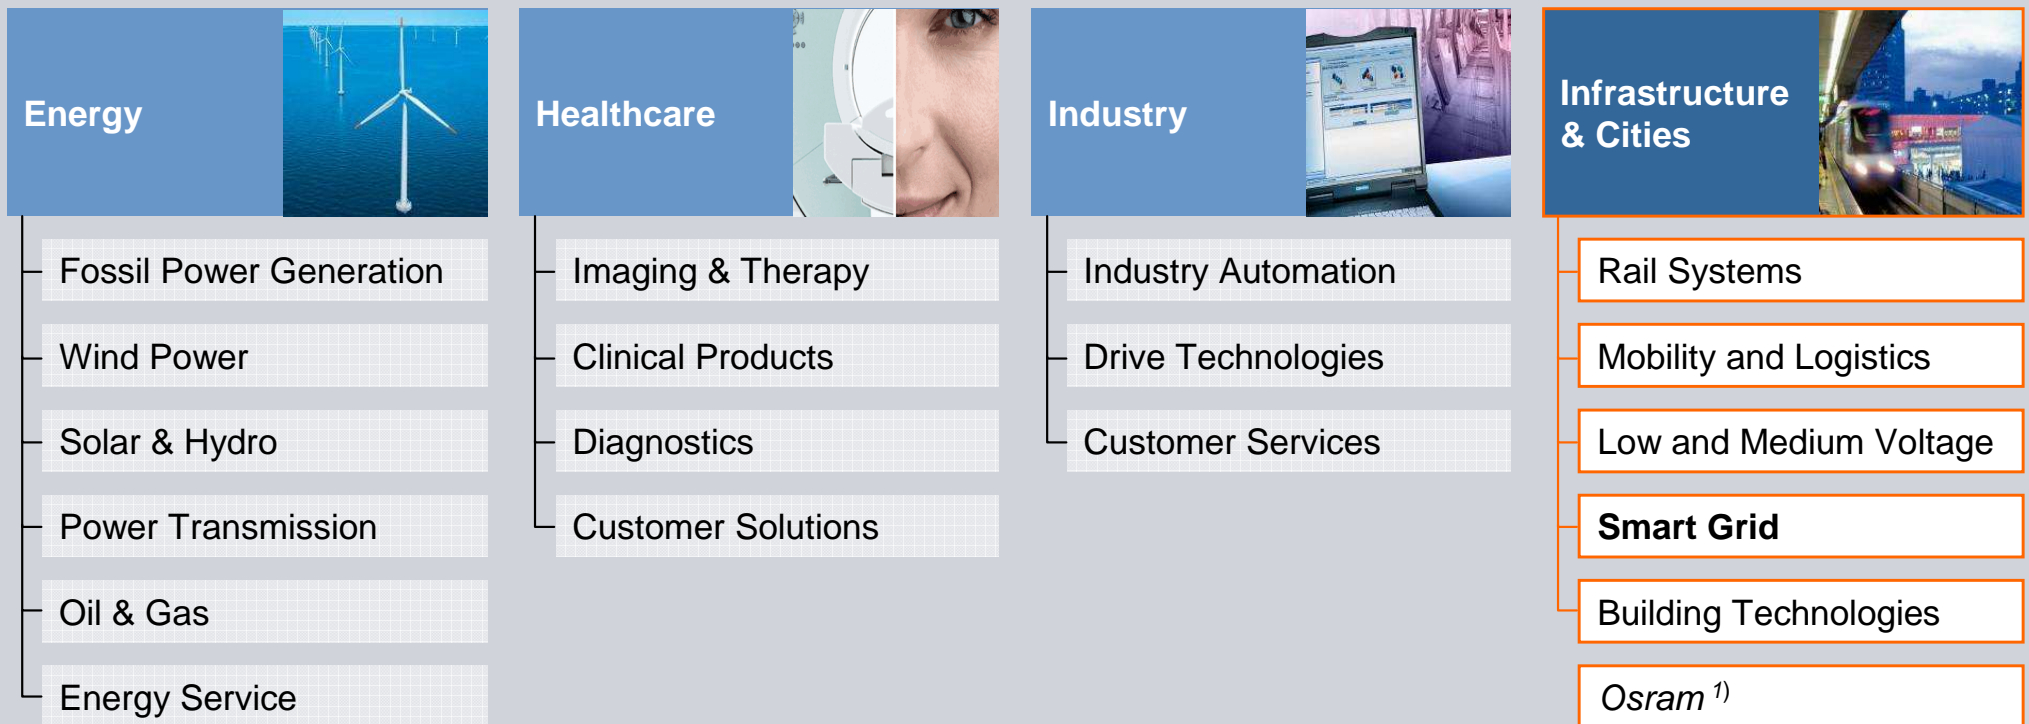 Energy
Fossil Power Generation
Wind Power
Solar & Hydro
Power Transmission
Oil & Gas
Energy Service
Healthcare
Imaging & Therapy
Clinical Products
Diagnostics
Customer Solutions
Industry
Industry Automation
Drive Technologies
Customer Services
Infrastructure
& Cities
Rail Systems
Mobility and Logistics
Low and Medium Voltage
Smart Grid
Building Technologies
Osram 1)